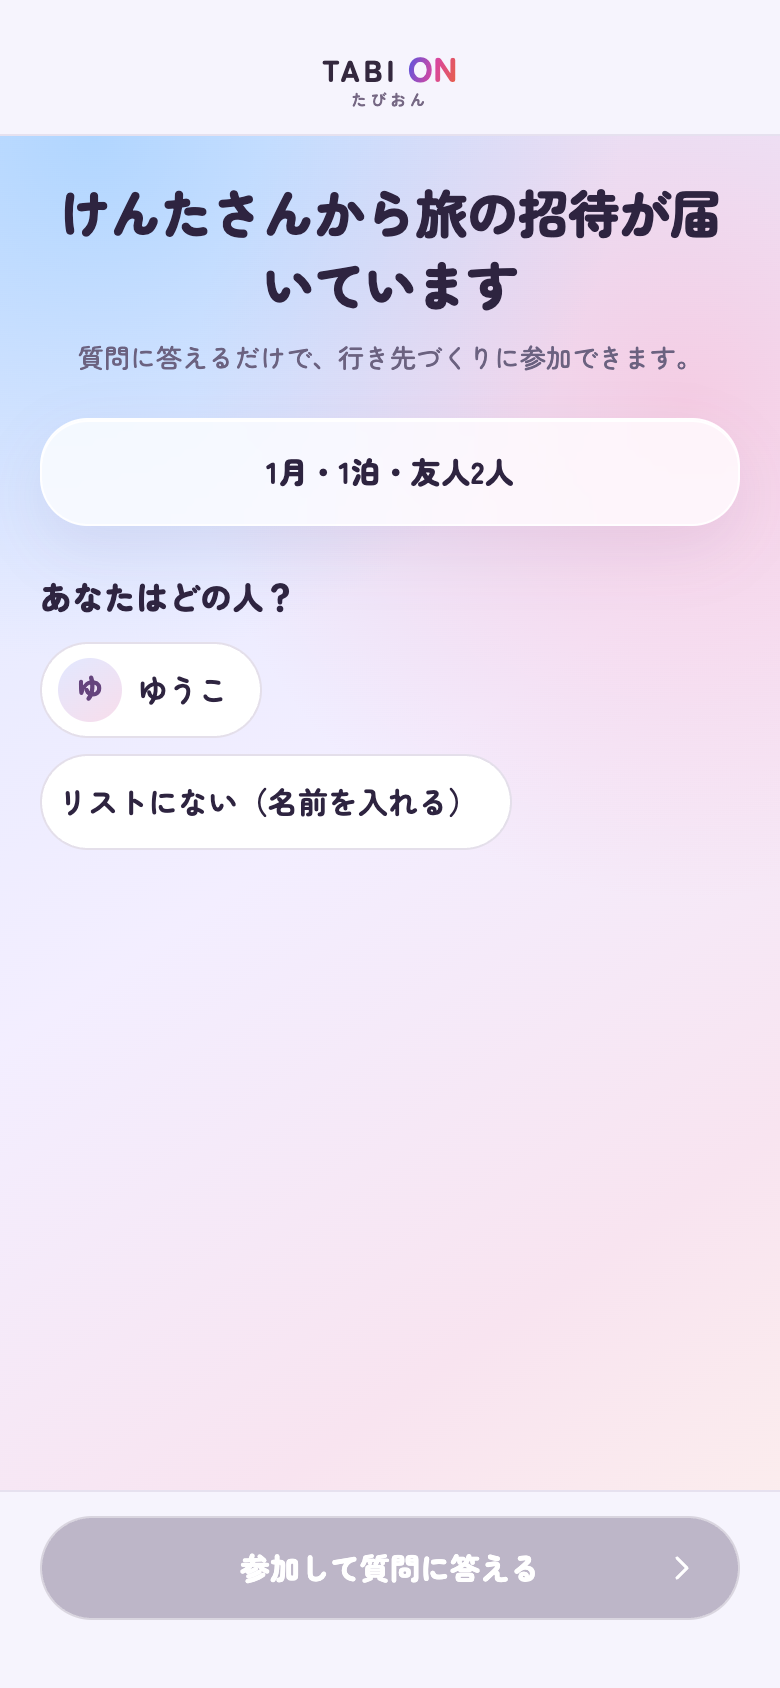 TABI ON
たびおん
けんたさんから旅の招待が届
いています
質問に答えるだけで、行き先づくりに参加できます。
1月・1泊・友人2人
あなたはどの人？
ゆ ゆうこ
リストにない（名前を入れる）
参加して質問に答える